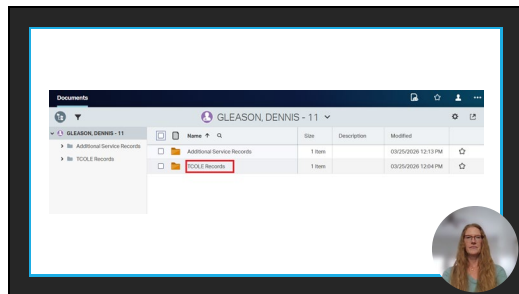 Documents
GLEASON, DENNIS - 11
GLEASON, DENNIS - 11
Name Size Description Modified
Additional Service Records
Additional Service Records 1 Item 03/25/2026 12:13 PM
TCOLE Records
TCOLE Records 1 Item 03/25/2026 12:04 PM